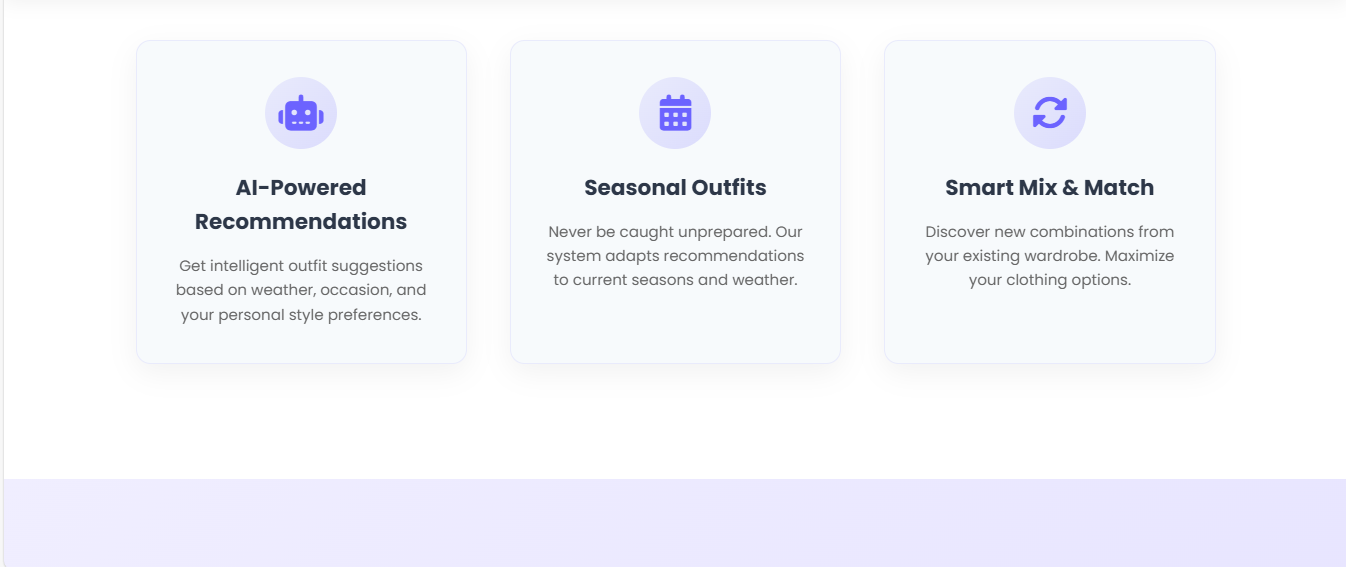 AI-Powered
Recommendations
Get intelligent outfit suggestions
based on weather, occasion, and
your personal style preferences.
Seasonal Outfits
Never be caught unprepared. Our
system adapts recommendations
to current seasons and weather.
Smart Mix & Match
Discover new combinations from
your existing wardrobe. Maximize
your clothing options.